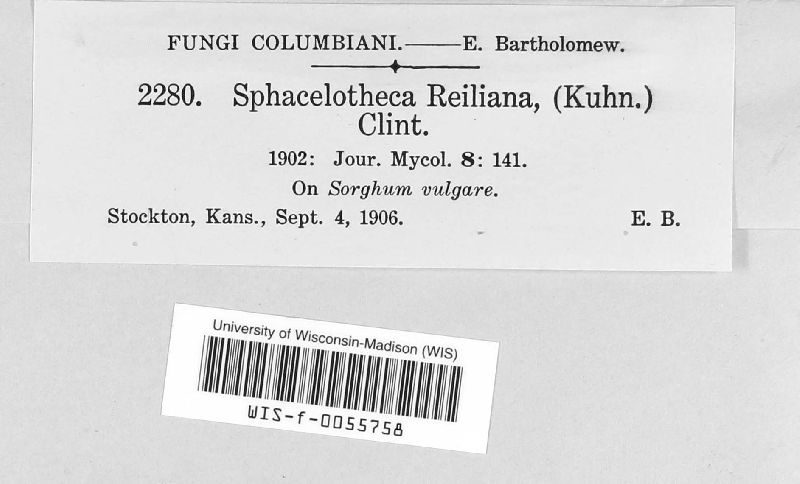 FUNGI COLUMBIANI.——E. Bartholomew.
2280. Sphacelotheca Reiliana, (Kuhn.)
Clint.
1902: Jour. Mycol. 8: 141.
On Sorghum vulgare.
Stockton, Kans., Sept. 4, 1906. E. B.
University of Wisconsin-Madison (WIS)
WIS-f-0055758